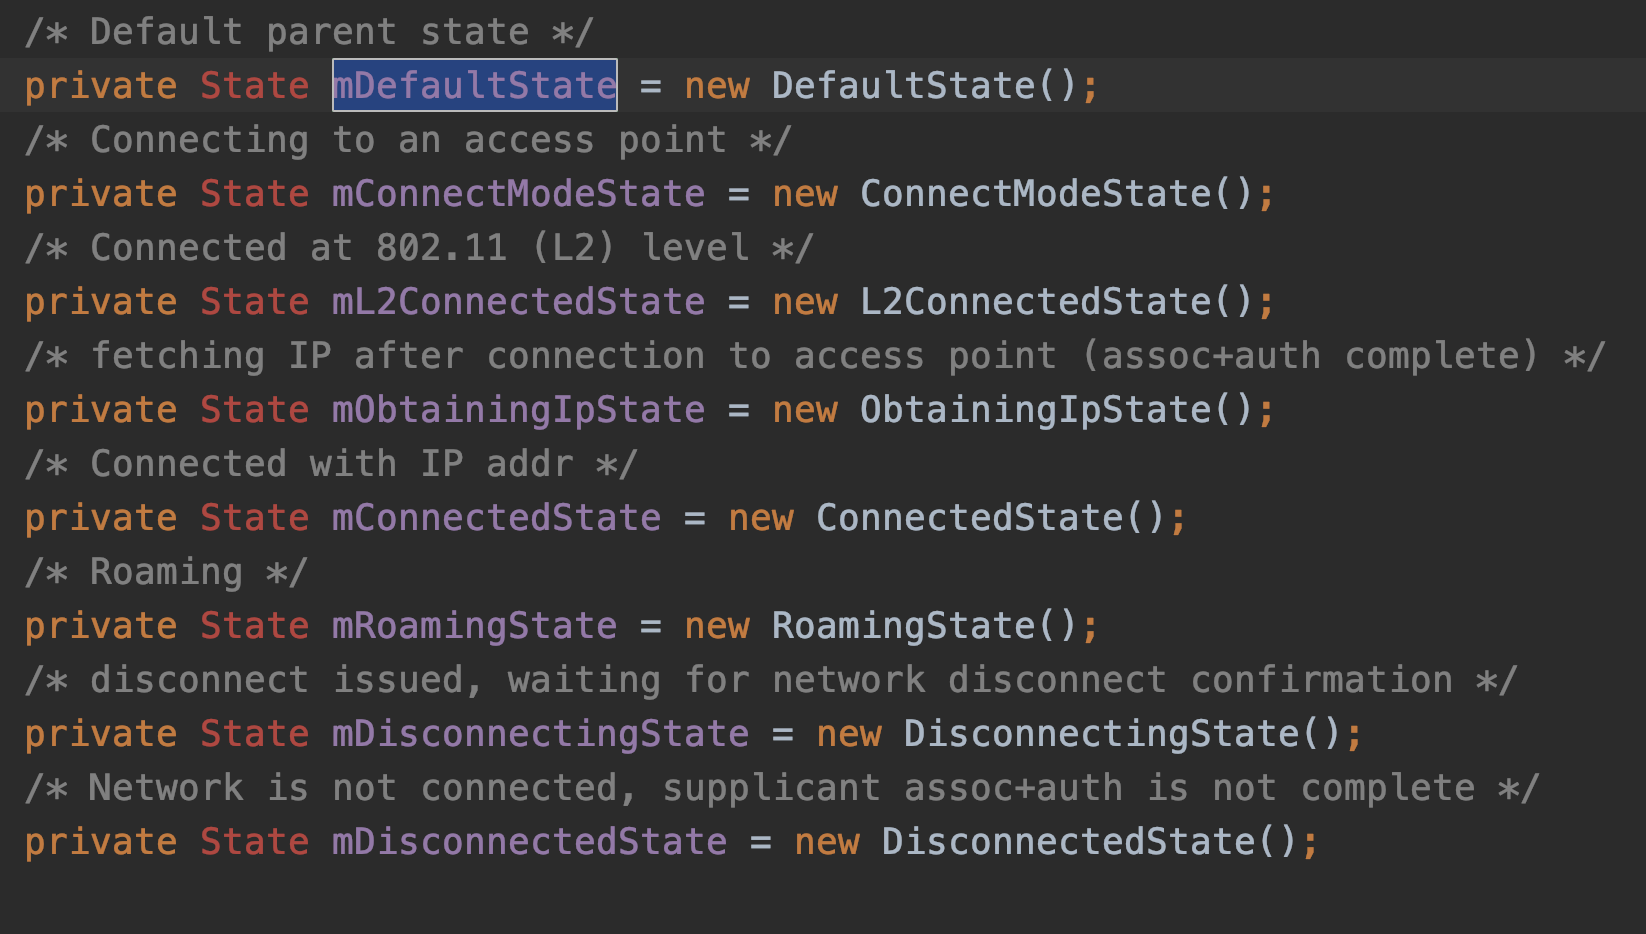 /* Default parent state */
private State mDefaultState = new DefaultState();
/* Connecting to an access point */
private State mConnectModeState = new ConnectModeState();
/* Connected at 802.11 (L2) level */
private State mL2ConnectedState = new L2ConnectedState();
/* fetching IP after connection to access point (assoc+auth complete) */
private State mObtainingIpState = new ObtainingIpState();
/* Connected with IP addr */
private State mConnectedState = new ConnectedState();
/* Roaming */
private State mRoamingState = new RoamingState();
/* disconnect issued, waiting for network disconnect confirmation */
private State mDisconnectingState = new DisconnectingState();
/* Network is not connected, supplicant assoc+auth is not complete */
private State mDisconnectedState = new DisconnectedState();